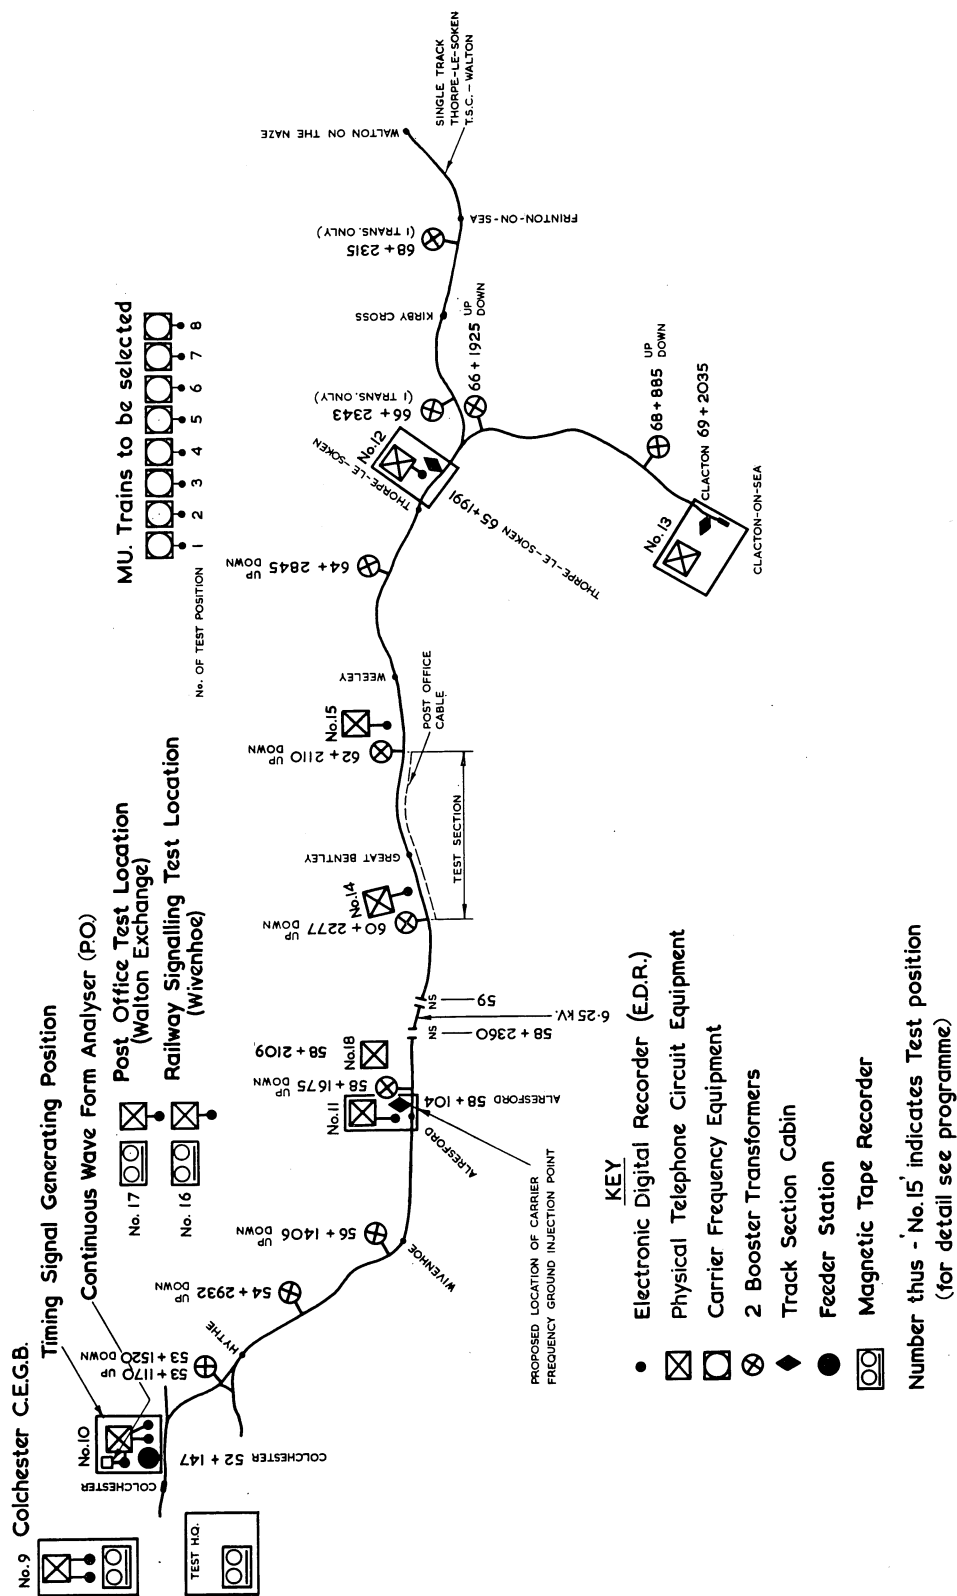 No.9 Colchester C.E.G.B.
TEST H.Q.
Timing Signal Generating Position
Continuous Wave Form Analyser (P.O.)
No.10
COLCHESTER
COLCHESTER 52 + 147
53 + 1170 UP
53 + 1520 DOWN
HYTHE
54 + 2932 UP
DOWN
56 + 1406 UP
DOWN
WIVENHOE
No. 17
Post Office Test Location
(Walton Exchange)
No. 16
Railway Signalling Test Location
(Wivenhoe)
No.11
ALRESFORD
ALRESFORD 58 + 104
58 + 1675 UP
DOWN
No.18
58 + 2109
PROPOSED LOCATION OF CARRIER
FREQUENCY GROUND INJECTION POINT
NS
58 + 2360
6·25 KV.
NS
59
60 + 2277 UP
DOWN
No.14
GREAT BENTLEY
TEST SECTION
POST OFFICE
CABLE
62 + 2110 UP
DOWN
No.15
WEELEY
64 + 2845 UP
DOWN
MU. Trains to be selected
No. OF TEST POSITION
1 2 3 4 5 6 7 8
THORPE-LE-SOKEN
No.12
THORPE-LE-SOKEN 65 + 1991
66 + 2343
(1 TRANS. ONLY)
66 + 1925 UP
DOWN
KIRBY CROSS
68 + 2315
(1 TRANS. ONLY)
FRINTON-ON-SEA
WALTON ON THE NAZE
SINGLE TRACK
THORPE-LE-SOKEN
T.S.C. – WALTON
68 + 885 UP
DOWN
No.13
CLACTON 69 + 2035
CLACTON-ON-SEA
KEY
Electronic Digital Recorder (E.D.R.)
Physical Telephone Circuit Equipment
Carrier Frequency Equipment
2 Booster Transformers
Track Section Cabin
Feeder Station
Magnetic Tape Recorder
Number thus - 'No.15' indicates Test position
(for detail see programme)